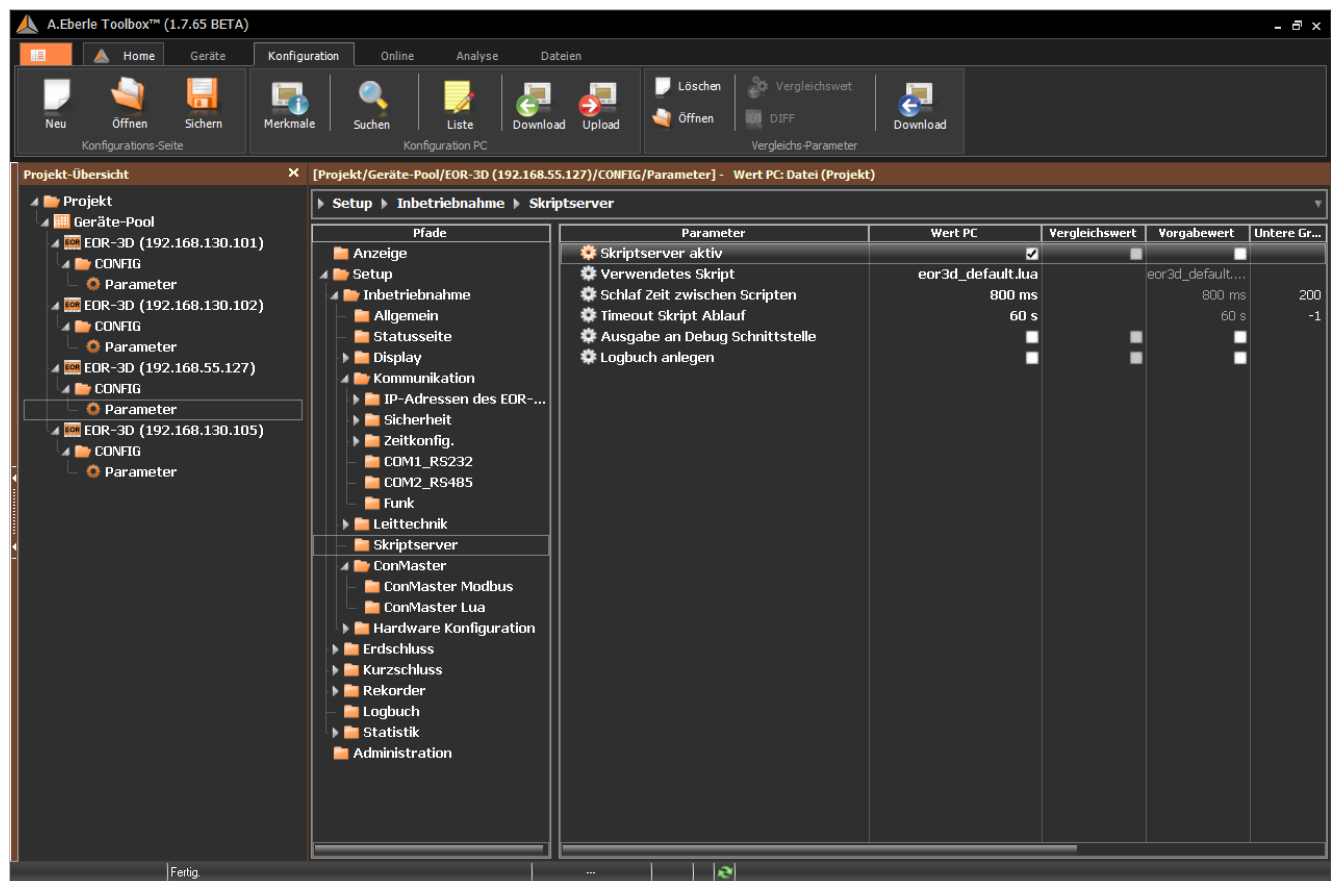 A.Eberle Toolbox™ (1.7.65 BETA)
Home Geräte Konfiguration Online Analyse Dateien
Neu Öffnen Sichern
Konfigurations-Seite
Merkmale Suchen Liste Download Upload
Konfiguration PC
Löschen Vergleichswert
Öffnen DIFF
Download
Vergleichs-Parameter
Projekt-Übersicht
Projekt
Geräte-Pool
EOR-3D (192.168.130.101)
CONFIG
Parameter
EOR-3D (192.168.130.102)
CONFIG
Parameter
EOR-3D (192.168.55.127)
CONFIG
Parameter
EOR-3D (192.168.130.105)
CONFIG
Parameter
[Projekt/Geräte-Pool/EOR-3D (192.168.55.127)/CONFIG/Parameter] - Wert PC: Datei (Projekt)
Setup Inbetriebnahme Skriptserver
Pfade
Anzeige
Setup
Inbetriebnahme
Allgemein
Statusseite
Display
Kommunikation
IP-Adressen des EOR-...
Sicherheit
Zeitkonfig.
COM1_RS232
COM2_RS485
Funk
Leittechnik
Skriptserver
ConMaster
ConMaster Modbus
ConMaster Lua
Hardware Konfiguration
Erdschluss
Kurzschluss
Rekorder
Logbuch
Statistik
Administration
Parameter Wert PC Vergleichswert Vorgabewert Untere Gr...
Skriptserver aktiv
Verwendetes Skript eor3d_default.lua eor3d_default....
Schlaf Zeit zwischen Scripten 800 ms 800 ms 200
Timeout Skript Ablauf 60 s 60 s -1
Ausgabe an Debug Schnittstelle
Logbuch anlegen
Fertig. ...